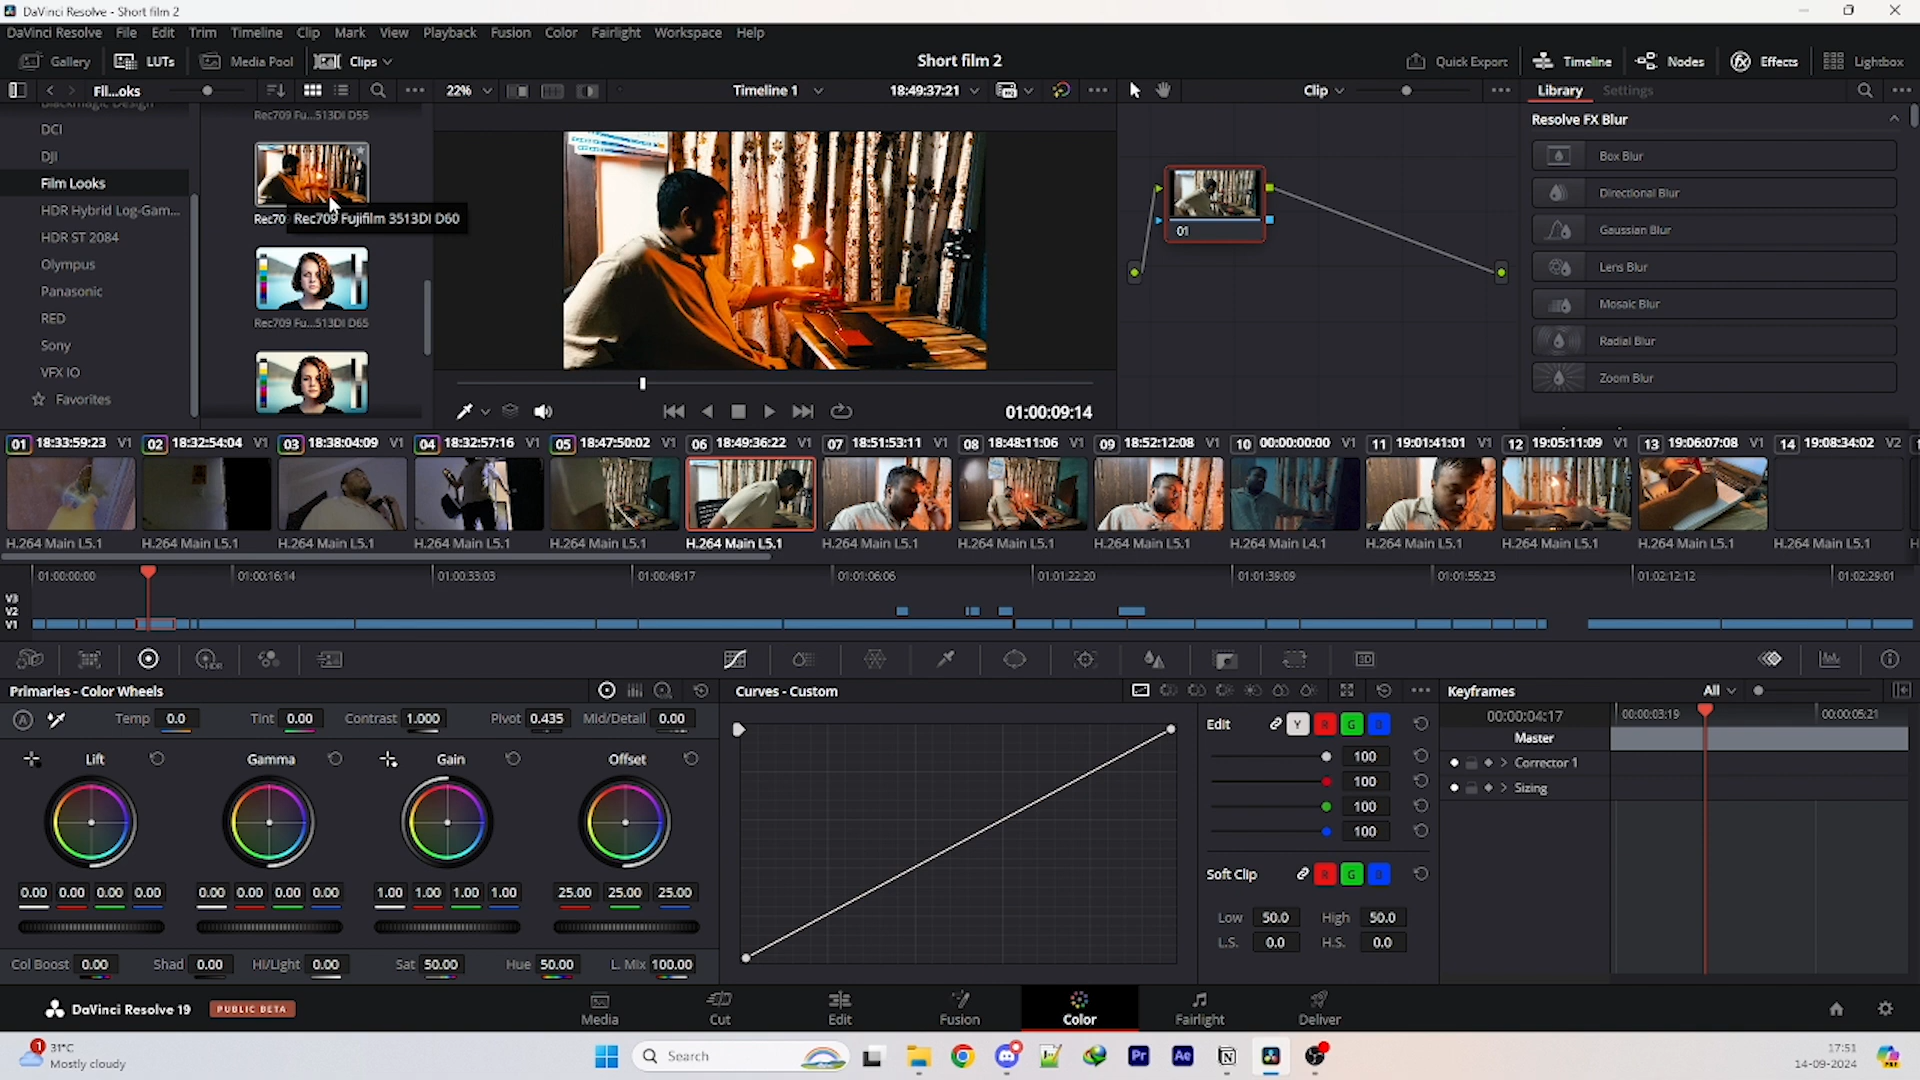 DaVinci Resolve - Short film 2
DaVinci Resolve File Edit Trim Timeline Clip Mark View Playback Fusion Color Fairlight Workspace Help
Gallery LUTs Media Pool Clips Short film 2 Quick Export Timeline Nodes Effects Lightbox
Fil...oks 22% Timeline 1 18:49:37:21 Clip Library Settings
Blackmagic Design
DCI
DJI
Film Looks
HDR Hybrid Log-Gam...
HDR ST 2084
Olympus
Panasonic
RED
Sony
VFX IO
Favorites
Rec709 Fu...513DI D55
Rec70
Rec709 Fujifilm 3513DI D60
Rec709 Fu...513DI D65
01:00:09:14
01
Resolve FX Blur
Box Blur
Directional Blur
Gaussian Blur
Lens Blur
Mosaic Blur
Radial Blur
Zoom Blur
01 18:33:59:23 V1 02 18:32:54:04 V1 03 18:38:04:09 V1 04 18:32:57:16 V1 05 18:47:50:02 V1 06 18:49:36:22 V1 07 18:51:53:11 V1 08 18:48:11:06 V1 09 18:52:12:08 V1 10 00:00:00:00 V1 11 19:01:41:01 V1 12 19:05:11:09 V1 13 19:06:07:08 V1 14 19:08:34:02 V2
H.264 Main L5.1 H.264 Main L5.1 H.264 Main L5.1 H.264 Main L5.1 H.264 Main L5.1 H.264 Main L5.1 H.264 Main L5.1 H.264 Main L5.1 H.264 Main L5.1 H.264 Main L4.1 H.264 Main L5.1 H.264 Main L5.1 H.264 Main L5.1 H.264 Main L5.1
01:00:00:00 01:00:16:14 01:00:33:03 01:00:49:17 01:01:06:06 01:01:22:20 01:01:39:09 01:01:55:23 01:02:12:12 01:02:29:01
V3
V2
V1
HDR 3D
Primaries - Color Wheels Curves - Custom Keyframes All
A Temp 0.0 Tint 0.00 Contrast 1.000 Pivot 0.435 Mid/Detail 0.00
Lift Gamma Gain Offset
0.00 0.00 0.00 0.00 0.00 0.00 0.00 0.00 1.00 1.00 1.00 1.00 25.00 25.00 25.00
Col Boost 0.00 Shad 0.00 Hi/Light 0.00 Sat 50.00 Hue 50.00 L. Mix 100.00
Edit Y R G B
100
100
100
100
Soft Clip R G B
Low 50.0 High 50.0
L.S. 0.0 H.S. 0.0
00:00:04:17 00:00:03:19 00:00:05:21
Master
Corrector 1
Sizing
DaVinci Resolve 19 PUBLIC BETA Media Cut Edit Fusion Color Fairlight Deliver
1 31°C
Mostly cloudy
Search
Pr Ae
17:51
14-09-2024